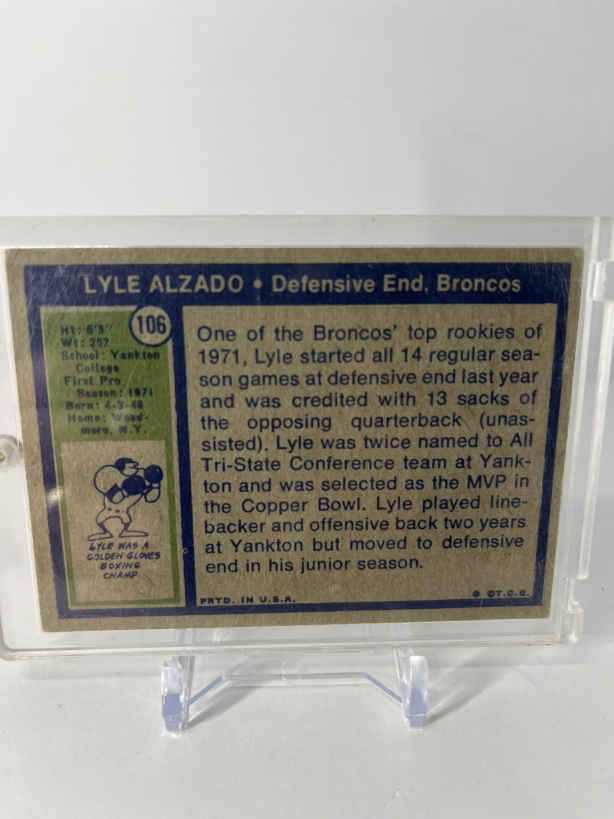 LYLE ALZADO • Defensive End, Broncos
106
Ht: 6'3"
Wt: 252
School: Yankton
College
First Pro
Season: 1971
Born: 4-3-49
Home: Wood-
mere, N.Y.
LYLE WAS A
GOLDEN GLOVES
BOXING
CHAMP
One of the Broncos' top rookies of
1971, Lyle started all 14 regular sea-
son games at defensive end last year
and was credited with 13 sacks of
the opposing quarterback (unas-
sisted). Lyle was twice named to All
Tri-State Conference team at Yank-
ton and was selected as the MVP in
the Copper Bowl. Lyle played line-
backer and offensive back two years
at Yankton but moved to defensive
end in his junior season.
PRTD. IN U.S.A.
© T.C.G.